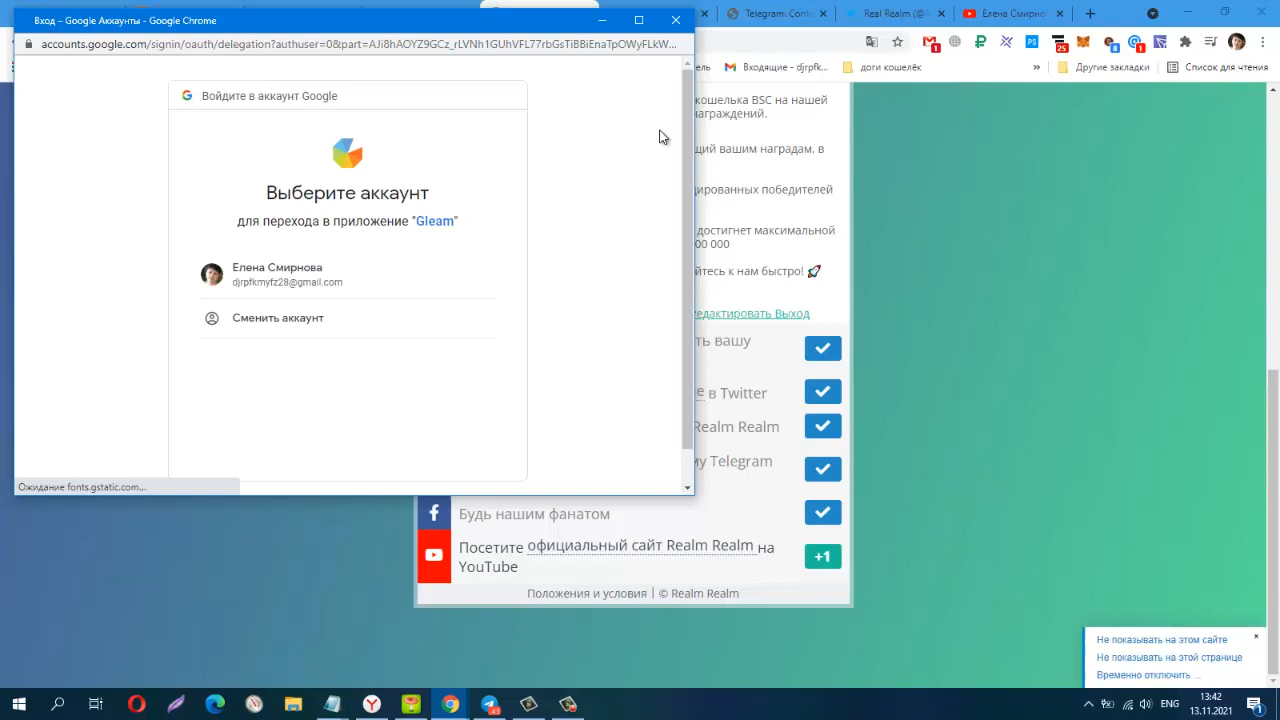 Вход – Google Аккаунты - Google Chrome
Telegram: Cont
Real Realm (@
Елена Смирно
accounts.google.com/signin/oauth/delegation?authuser=0&part=AJi8hAOYZ9GCz_rLVNh1GUhVFL77rbGsTiBBiEnaTpOWyFLkW...
Входящие - djrpfk...
доги кошелёк
»
Другие закладки
Список для чтения
Войдите в аккаунт Google
Выберите аккаунт
для перехода в приложение "Gleam"
Елена Смирнова
djrpfkmyfz28@gmail.com
Сменить аккаунт
Ожидание fonts.gstatic.com...
кошелька BSC на нашей
награждений.
щий вашим наградам, в
дированных победителей
достигнет максимальной
00 000
йтесь к нам быстро!
едактировать Выход
ть вашу
е в Twitter
Realm Realm
му Telegram
Будь нашим фанатом
Посетите официальный сайт Realm Realm на
YouTube
+1
Положения и условия | © Realm Realm
Не показывать на этом сайте
Не показывать на этой странице
Временно отключить ...
ENG
13:42
13.11.2021